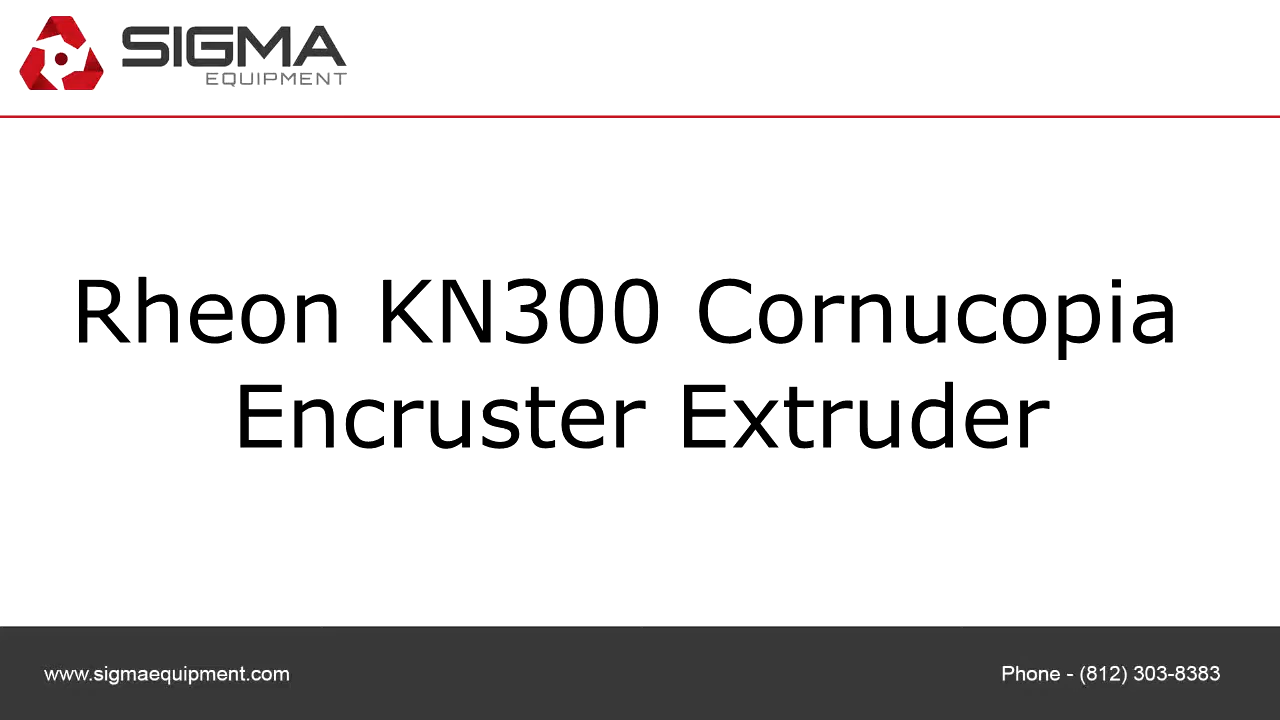 SIGMA
EQUIPMENT
Rheon KN300 Cornucopia
Encruster Extruder
www.sigmaequipment.com
Phone - (812) 303-8383